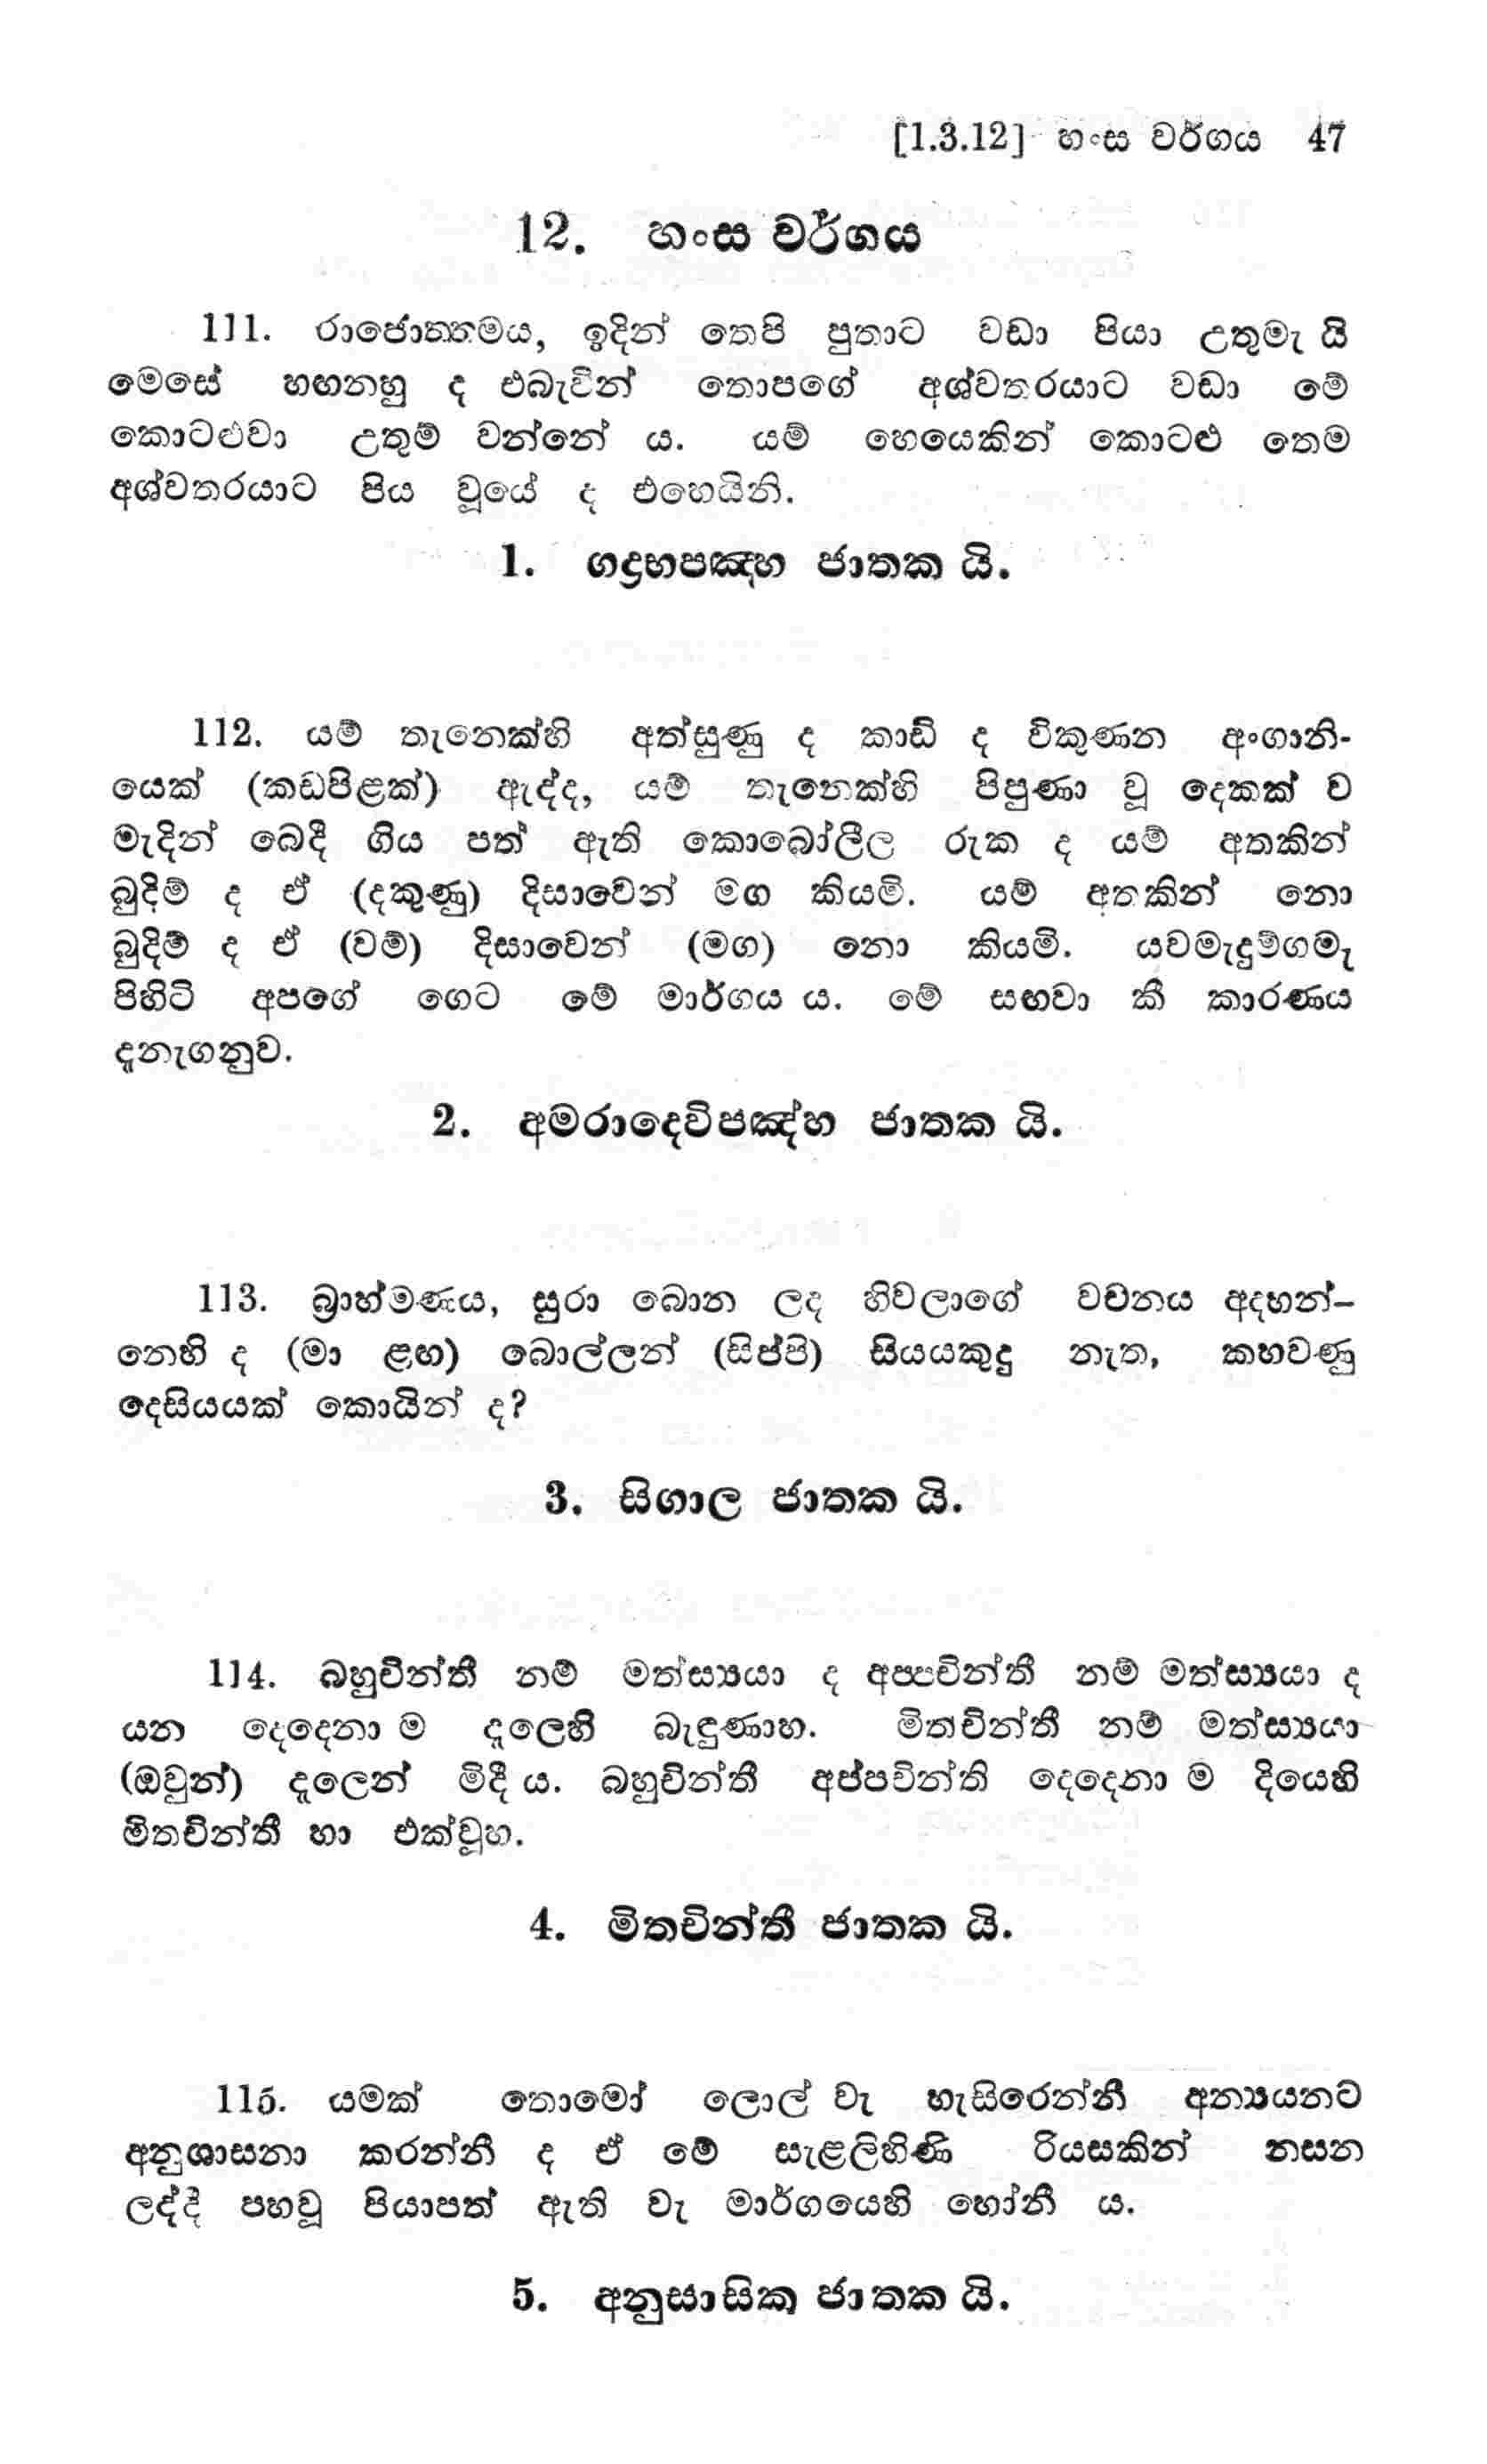 [1.3.12] හංස වර්ගය 47
12. හංස වර්ගය
111. රාජොත්තමය, ඉදින් තෙපි පුතාට වඩා පියා උතුමැ යි
මෙසේ හඟනහු ද එබැවින් තොපගේ අශ්වතරයාට වඩා මේ
කොටළුවා උතුම් වන්නේ ය. යම් හෙයෙකින් කොටළු තෙම
අශ්වතරයාට පිය වූයේ ද එහෙයිනි.
1. ගද්‍රභපඤ්හ ජාතක යි.
112. යම් තැනෙක්හි අත්සුණු ද කාඩි ද විකුණන අංගානි-
යෙක් (කඩපිළක්) ඇද්ද, යම් තැනෙක්හි පිපුණා වූ දෙකක් ව
මැදින් බෙදී ගිය පත් ඇති කොබෝලීල රුක ද යම් අතකින්
බුදිම් ද ඒ (දකුණු) දිසාවෙන් මග කියමි. යම් අතකින් නො
බුදිම් ද ඒ (වම්) දිසාවෙන් (මග) නො කියමි. යවමැදුම්ගමැ
පිහිටි අපගේ ගෙට මේ මාර්ගය ය. මේ සඟවා කී කාරණය
දැනැගනුව.
2. අමරාදෙවිපඤ්හ ජාතක යි.
113. බ්‍රාහ්මණය, සුරා බොන ලද හිවලාගේ වචනය අදහන්-
නෙහි ද (මා ළඟ) බොල්ලන් (සිප්පි) සියයකුදු නැත, කහවණු
දෙසියයක් කොයින් ද?
3. සිගාල ජාතක යි.
114. බහුචින්තී නම් මත්ස්‍යයා ද අප්පචින්තී නම් මත්ස්‍යයා ද
යන දෙදෙනා ම දැලෙහි බැඳුණාහ. මිතචින්තී නම් මත්ස්‍යයා
(ඔවුන්) දැලෙන් මිදී ය. බහුචින්තී අප්පචින්ති දෙදෙනා ම දියෙහි
මිතචින්තී හා එක්වූහ.
4. මිතචින්තී ජාතක යි.
115. යමක් තොමෝ ලොල් වැ හැසිරෙන්නී අන්‍යයනට
අනුශාසනා කරන්නී ද ඒ මේ සැළලිහිණි රියසකින් නසන
ලද්දී පහවූ පියාපත් ඇති වැ මාර්ගයෙහි හෝනී ය.
5. අනුසාසික ජාතක යි.